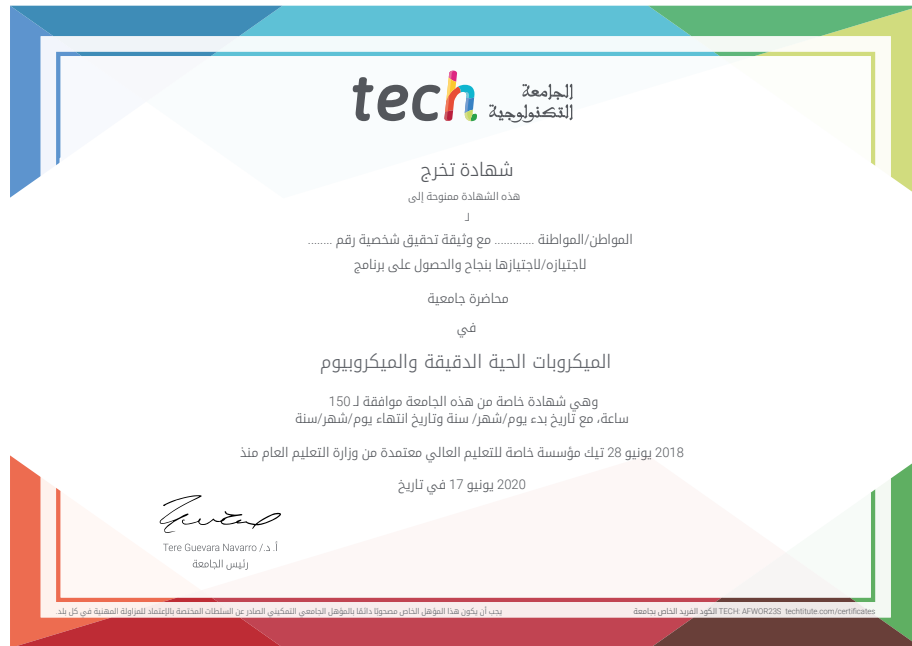 tech الجامعة
التكنولوجية
شهادة تخرج
هذه الشهادة ممنوحة إلى
لـ
المواطن/المواطنة ............ مع وثيقة تحقيق شخصية رقم ........
لاجتيازه/لاجتيازها بنجاح والحصول على برنامج
محاضرة جامعية
في
الميكروبات الحية الدقيقة والميكروبيوم
وهي شهادة خاصة من هذه الجامعة موافقة لـ 150
ساعة، مع تاريخ بدء يوم/شهر/ سنة وتاريخ انتهاء يوم/شهر/سنة
تيك مؤسسة خاصة للتعليم العالي معتمدة من وزارة التعليم العام منذ 28 يونيو 2018
في تاريخ 17 يونيو 2020
أ. د./ Tere Guevara Navarro
رئيس الجامعة
الكود الفريد الخاص بجامعة TECH: AFWOR23S techtitute.com/certificates
يجب أن يكون هذا المؤهل الخاص مصحوبًا دائمًا بالمؤهل الجامعي التمكيني الصادر عن السلطات المختصة بالإعتماد للمزاولة المهنية في كل بلد.